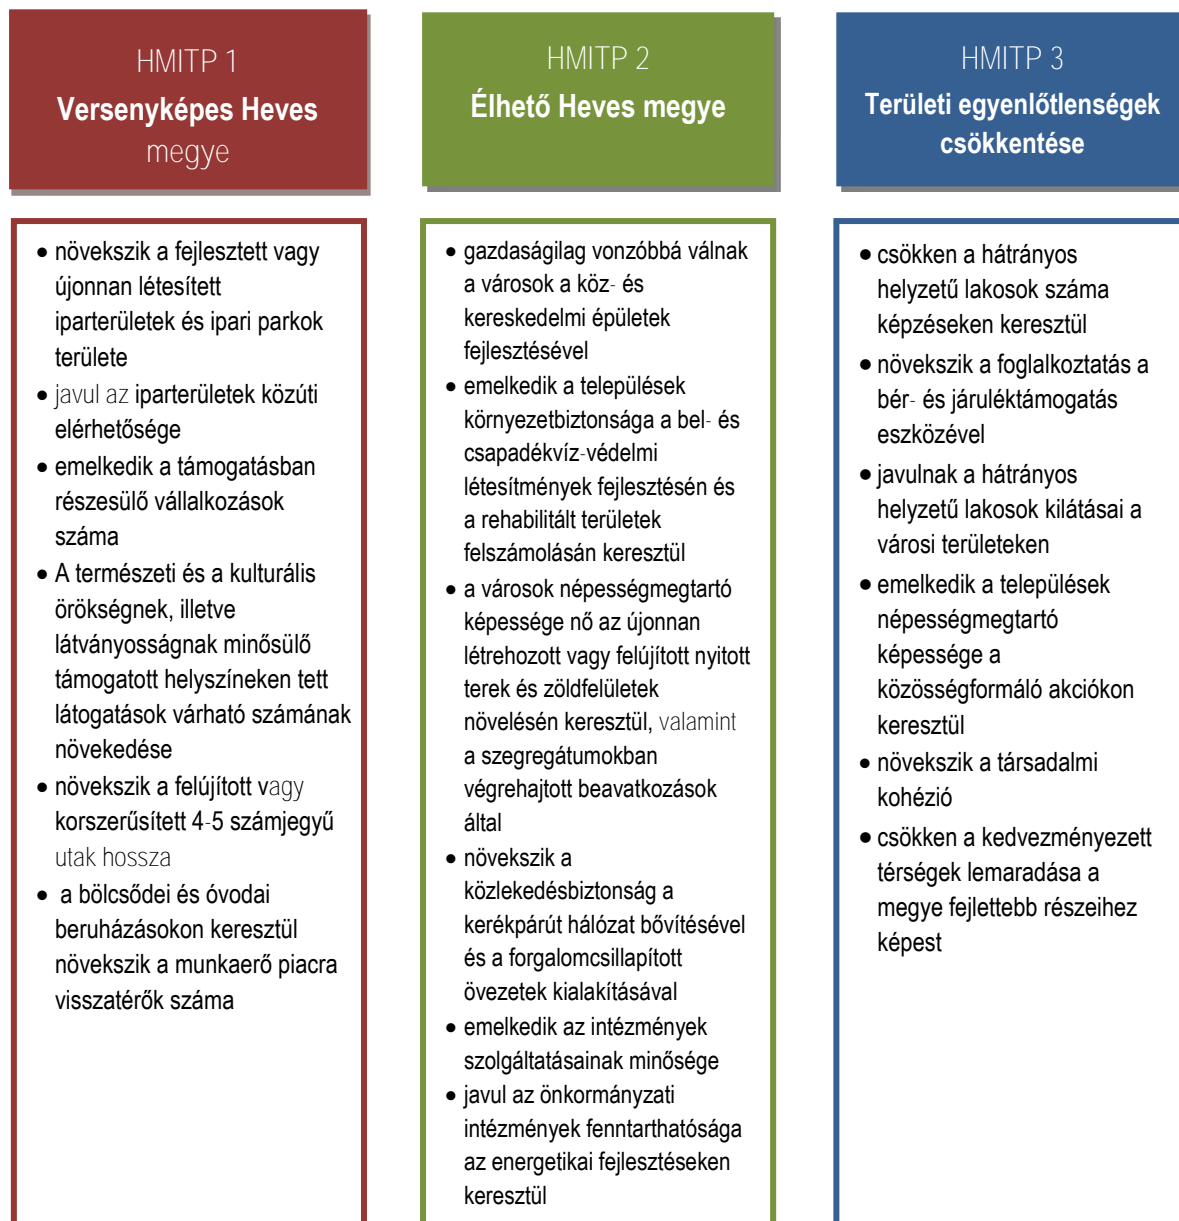 HMITP 1
Versenyképes Heves
megye
• növekszik a fejlesztett vagy
újonnan létesített
iparterületek és ipari parkok
területe
• javul az iparterületek közúti
elérhetősége
• emelkedik a támogatásban
részesülő vállalkozások
száma
• A természeti és a kulturális
örökségnek, illetve
látványosságnak minősülő
támogatott helyszíneken tett
látogatások várható számának
növekedése
• növekszik a felújított vagy
korszerűsített 4-5 számjegyű
utak hossza
• a bölcsődei és óvodai
beruházásokon keresztül
növekszik a munkaerő piacra
visszatérők száma
HMITP 2
Élhető Heves megye
• gazdaságilag vonzóbbá válnak
a városok a köz- és
kereskedelmi épületek
fejlesztésével
• emelkedik a települések
környezetbiztonsága a bel- és
csapadékvíz-védelmi
létesítmények fejlesztésén és
a rehabilitált területek
felszámolásán keresztül
• a városok népességmegtartó
képessége nő az újonnan
létrehozott vagy felújított nyitott
terek és zöldfelületek
növelésén keresztül, valamint
a szegregátumokban
végrehajtott beavatkozások
által
• növekszik a
közlekedésbiztonság a
kerékpárút hálózat bővítésével
és a forgalomcsillapított
övezetek kialakításával
• emelkedik az intézmények
szolgáltatásainak minősége
• javul az önkormányzati
intézmények fenntarthatósága
az energetikai fejlesztéseken
keresztül
HMITP 3
Területi egyenlőtlenségek
csökkentése
• csökken a hátrányos
helyzetű lakosok száma
képzéseken keresztül
• növekszik a foglalkoztatás a
bér- és járuléktámogatás
eszközével
• javulnak a hátrányos
helyzetű lakosok kilátásai a
városi területeken
• emelkedik a települések
népességmegtartó
képessége a
közösségformáló akciókon
keresztül
• növekszik a társadalmi
kohézió
• csökken a kedvezményezett
térségek lemaradása a
megye fejlettebb részeihez
képest